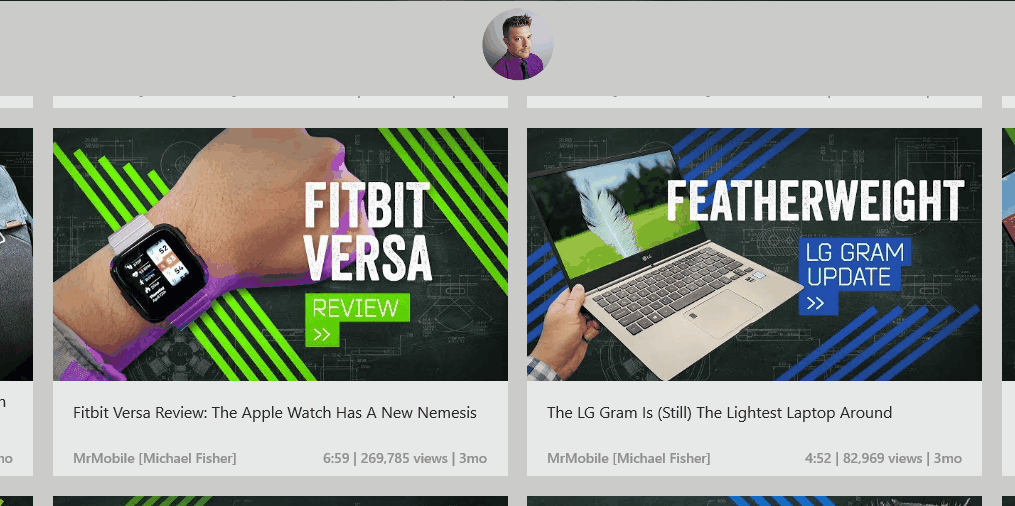 FITBIT
VERSA
REVIEW
>>
FEATHERWEIGHT
LG GRAM
UPDATE
>>
Fitbit Versa Review: The Apple Watch Has A New Nemesis
MrMobile [Michael Fisher] 6:59 | 269,785 views | 3mo
The LG Gram Is (Still) The Lightest Laptop Around
MrMobile [Michael Fisher] 4:52 | 82,969 views | 3mo